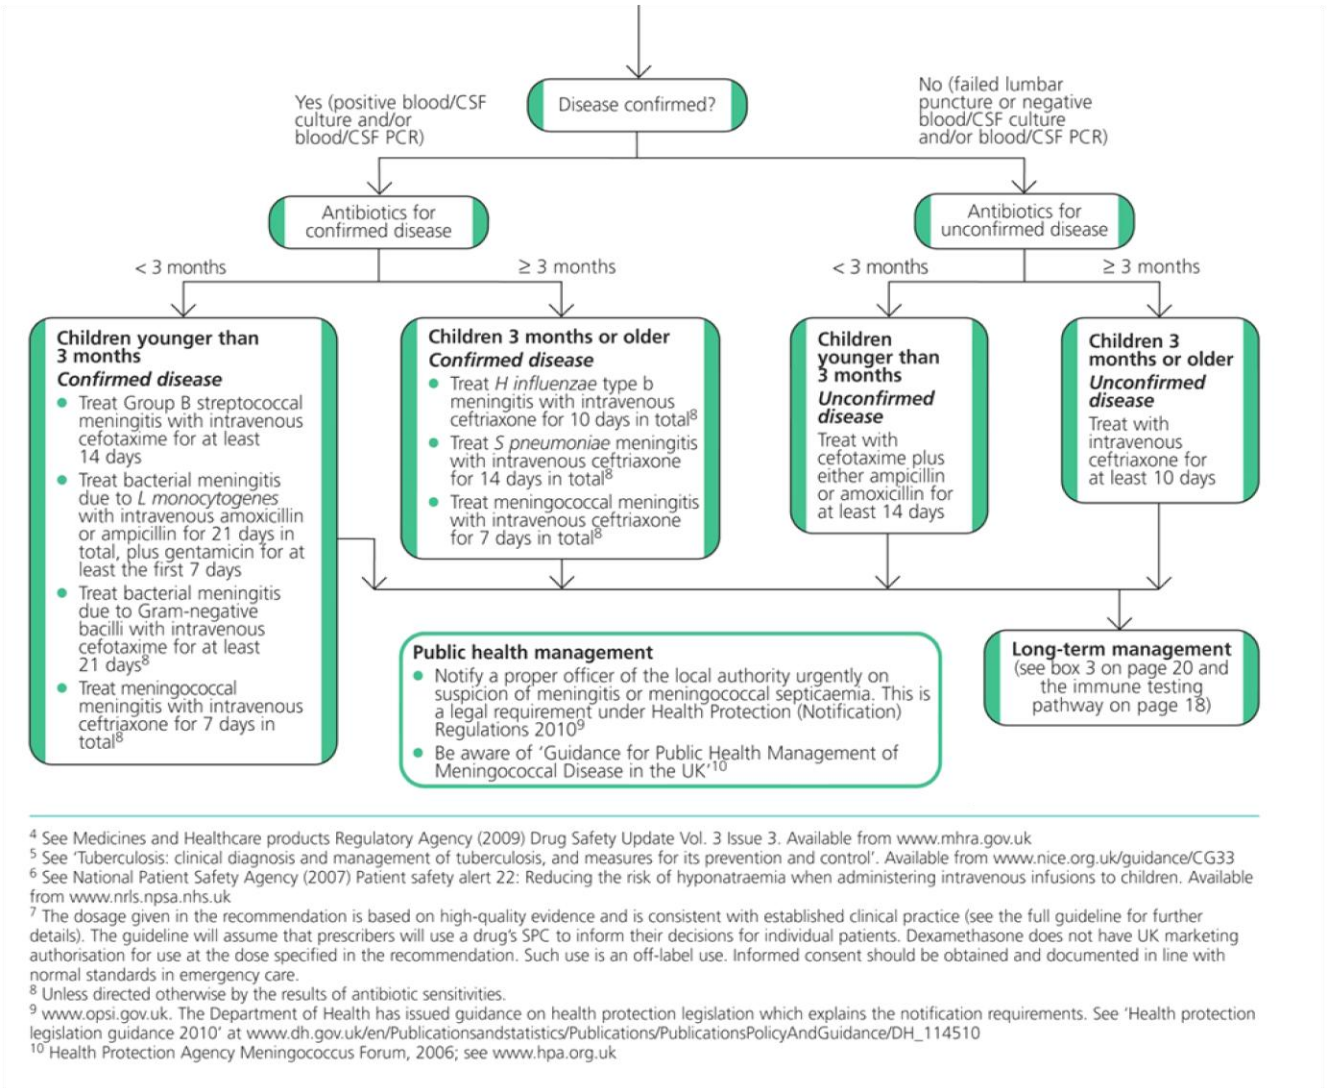 Disease confirmed?
Yes (positive blood/CSF
culture and/or
blood/CSF PCR)
No (failed lumbar
puncture or negative
blood/CSF culture
and/or blood/CSF PCR)
Antibiotics for
confirmed disease
Antibiotics for
unconfirmed disease
< 3 months
≥ 3 months
< 3 months
≥ 3 months
Children younger than
3 months
Confirmed disease
• Treat Group B streptococcal
meningitis with intravenous
cefotaxime for at least
14 days
• Treat bacterial meningitis
due to L monocytogenes
with intravenous amoxicillin
or ampicillin for 21 days in
total, plus gentamicin for at
least the first 7 days
• Treat bacterial meningitis
due to Gram-negative
bacilli with intravenous
cefotaxime for at least
21 days⁸
• Treat meningococcal
meningitis with intravenous
ceftriaxone for 7 days in
total⁸
Children 3 months or older
Confirmed disease
• Treat H influenzae type b
meningitis with intravenous
ceftriaxone for 10 days in total⁸
• Treat S pneumoniae meningitis
with intravenous ceftriaxone
for 14 days in total⁸
• Treat meningococcal meningitis
with intravenous ceftriaxone
for 7 days in total⁸
Children
younger than
3 months
Unconfirmed
disease
Treat with
cefotaxime plus
either ampicillin
or amoxicillin for
at least 14 days
Children 3
months or older
Unconfirmed
disease
Treat with
intravenous
ceftriaxone for
at least 10 days
Public health management
• Notify a proper officer of the local authority urgently on
suspicion of meningitis or meningococcal septicaemia. This is
a legal requirement under Health Protection (Notification)
Regulations 2010⁹
• Be aware of ‘Guidance for Public Health Management of
Meningococcal Disease in the UK’¹⁰
Long-term management
(see box 3 on page 20 and
the immune testing
pathway on page 18)
⁴ See Medicines and Healthcare products Regulatory Agency (2009) Drug Safety Update Vol. 3 Issue 3. Available from www.mhra.gov.uk
⁵ See ‘Tuberculosis: clinical diagnosis and management of tuberculosis, and measures for its prevention and control’. Available from www.nice.org.uk/guidance/CG33
⁶ See National Patient Safety Agency (2007) Patient safety alert 22: Reducing the risk of hyponatraemia when administering intravenous infusions to children. Available
from www.nrls.npsa.nhs.uk
⁷ The dosage given in the recommendation is based on high-quality evidence and is consistent with established clinical practice (see the full guideline for further
details). The guideline will assume that prescribers will use a drug’s SPC to inform their decisions for individual patients. Dexamethasone does not have UK marketing
authorisation for use at the dose specified in the recommendation. Such use is an off-label use. Informed consent should be obtained and documented in line with
normal standards in emergency care.
⁸ Unless directed otherwise by the results of antibiotic sensitivities.
⁹ www.opsi.gov.uk. The Department of Health has issued guidance on health protection legislation which explains the notification requirements. See ‘Health protection
legislation guidance 2010’ at www.dh.gov.uk/en/Publicationsandstatistics/Publications/PublicationsPolicyAndGuidance/DH_114510
¹⁰ Health Protection Agency Meningococcus Forum, 2006; see www.hpa.org.uk